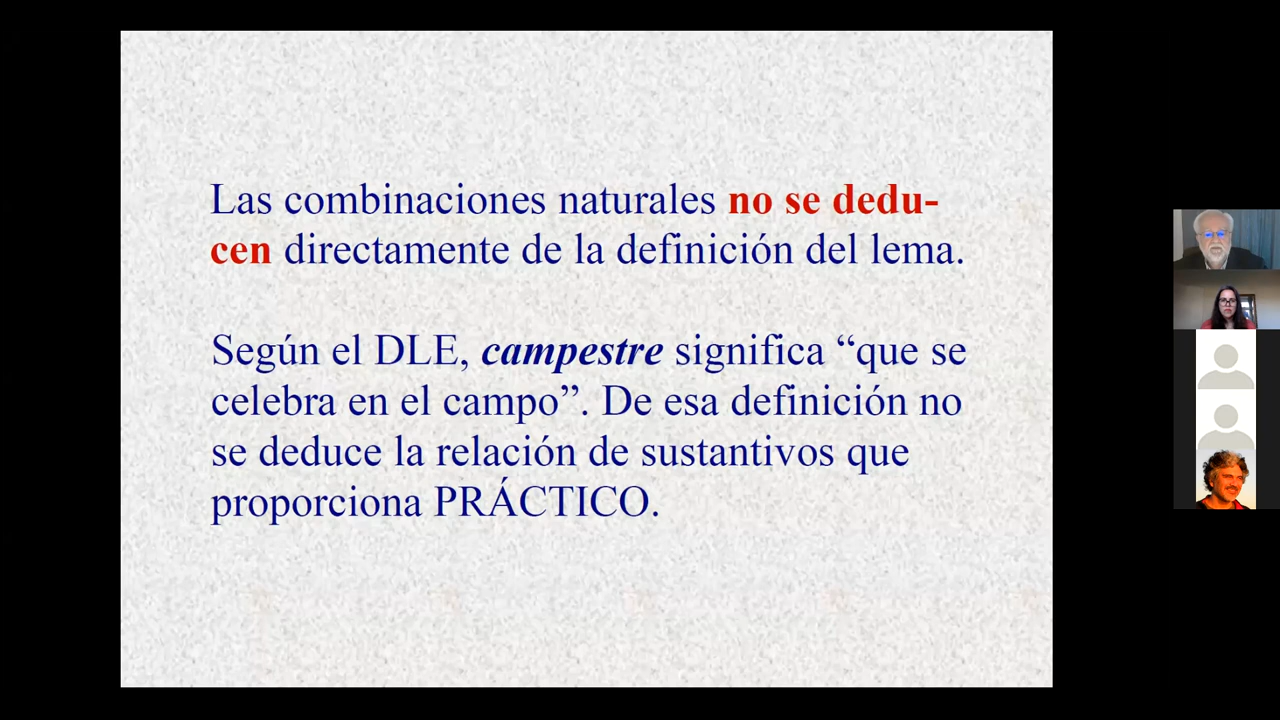 Las combinaciones naturales no se dedu-
cen directamente de la definición del lema.
Según el DLE, campestre significa “que se
celebra en el campo”. De esa definición no
se deduce la relación de sustantivos que
proporciona PRÁCTICO.